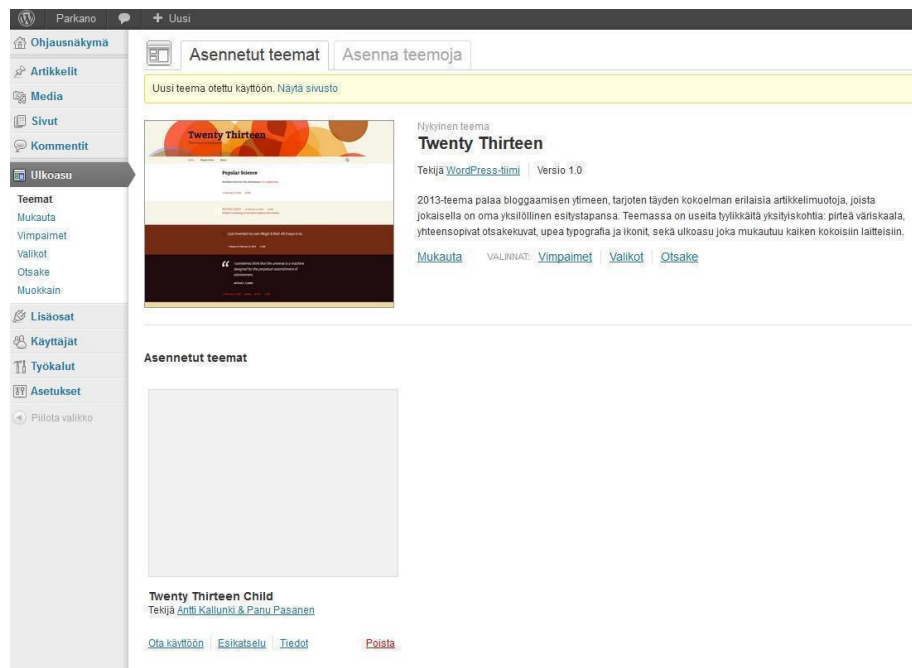 Parkano
Uusi
Ohjausnäkymä
Artikkelit
Media
Sivut
Kommentit
Ulkoasu
Teemat
Mukauta
Vimpaimet
Valikot
Otsake
Muokkain
Lisäosat
Käyttäjät
Työkalut
Asetukset
Piilota valikko
Asennetut teemat
Asenna teemoja
Uusi teema otettu käyttöön. Näytä sivusto
Twenty Thirteen
Popular Science
Nykyinen teema
Twenty Thirteen
Tekijä WordPress-tiimi Versio 1.0
2013-teema palaa bloggaamisen ytimeen, tarjoten täyden kokoelman erilaisia artikkelimuotoja, joista
jokaisella on oma yksilöllinen esitystapansa. Teemassa on useita tyylikkäitä yksityiskohtia: pirteä väriskaala,
yhteensopivat otsakekuvat, upea typografia ja ikonit, sekä ulkoasu joka mukautuu kaiken kokoisiin laitteisiin.
Mukauta VALINNAT: Vimpaimet Valikot Otsake
Asennetut teemat
Twenty Thirteen Child
Tekijä Antti Kallunki & Panu Pasanen
Ota käyttöön Esikatselu Tiedot Poista